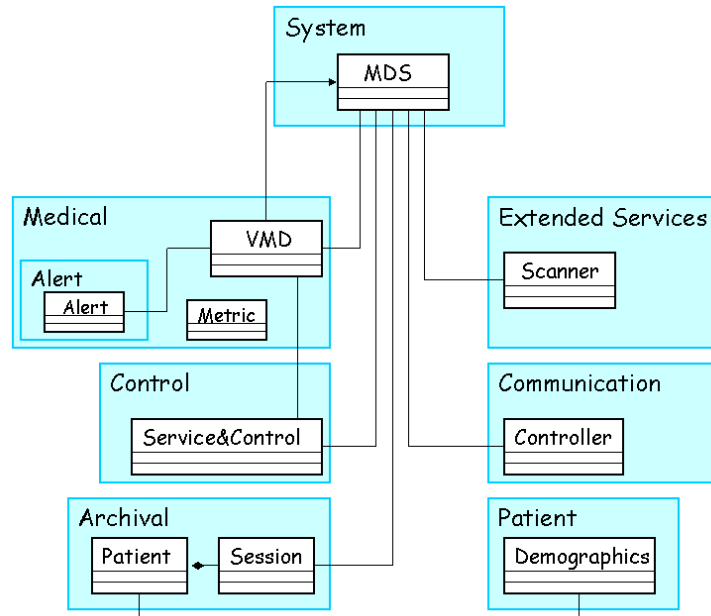 System
MDS
Medical
VMD
Alert
Alert
Metric
Extended Services
Scanner
Control
Service&Control
Communication
Controller
Archival
Patient
Session
Patient
Demographics